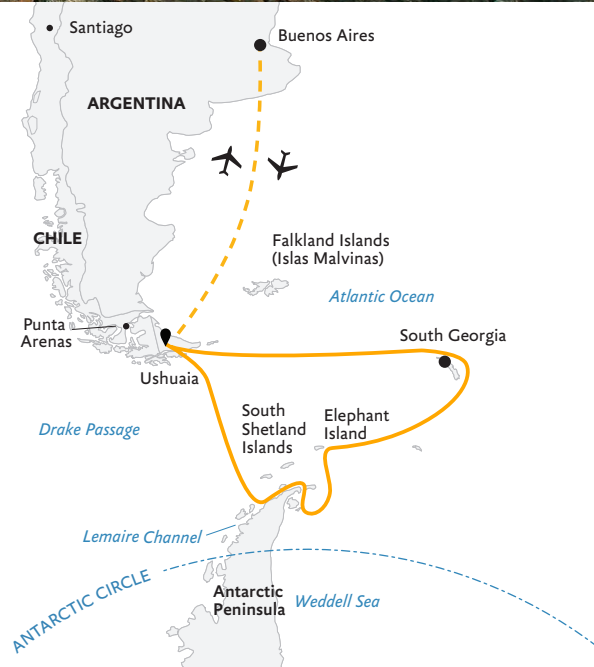 Santiago
Buenos Aires
ARGENTINA
CHILE
Falkland Islands
(Islas Malvinas)
Atlantic Ocean
Punta
Arenas
South Georgia
Ushuaia
Drake Passage
South
Shetland
Islands
Elephant
Island
Lemaire Channel
ANTARCTIC CIRCLE
Antarctic
Peninsula
Weddell Sea